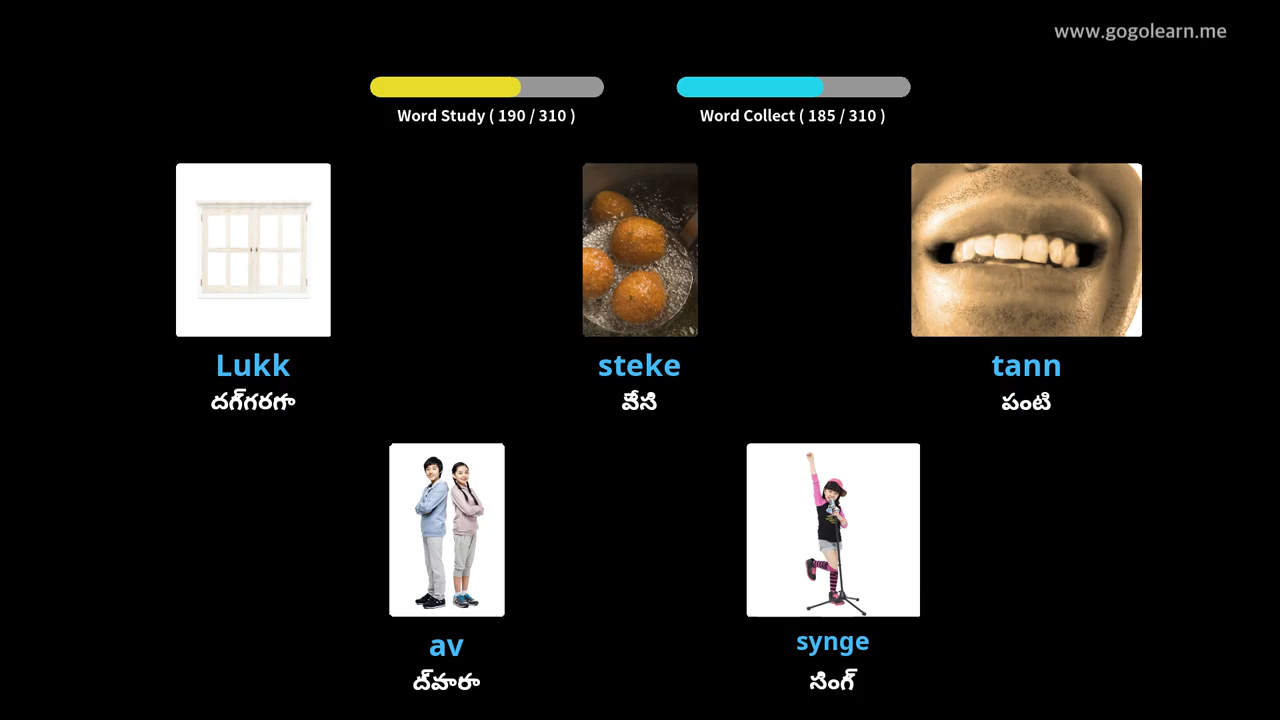 www.gogolearn.me
Word Study ( 190 / 310 )
Word Collect ( 185 / 310 )
Lukk
దగ్గరగా
steke
వేసి
tann
పంటి
av
ద్వారా
synge
సింగ్